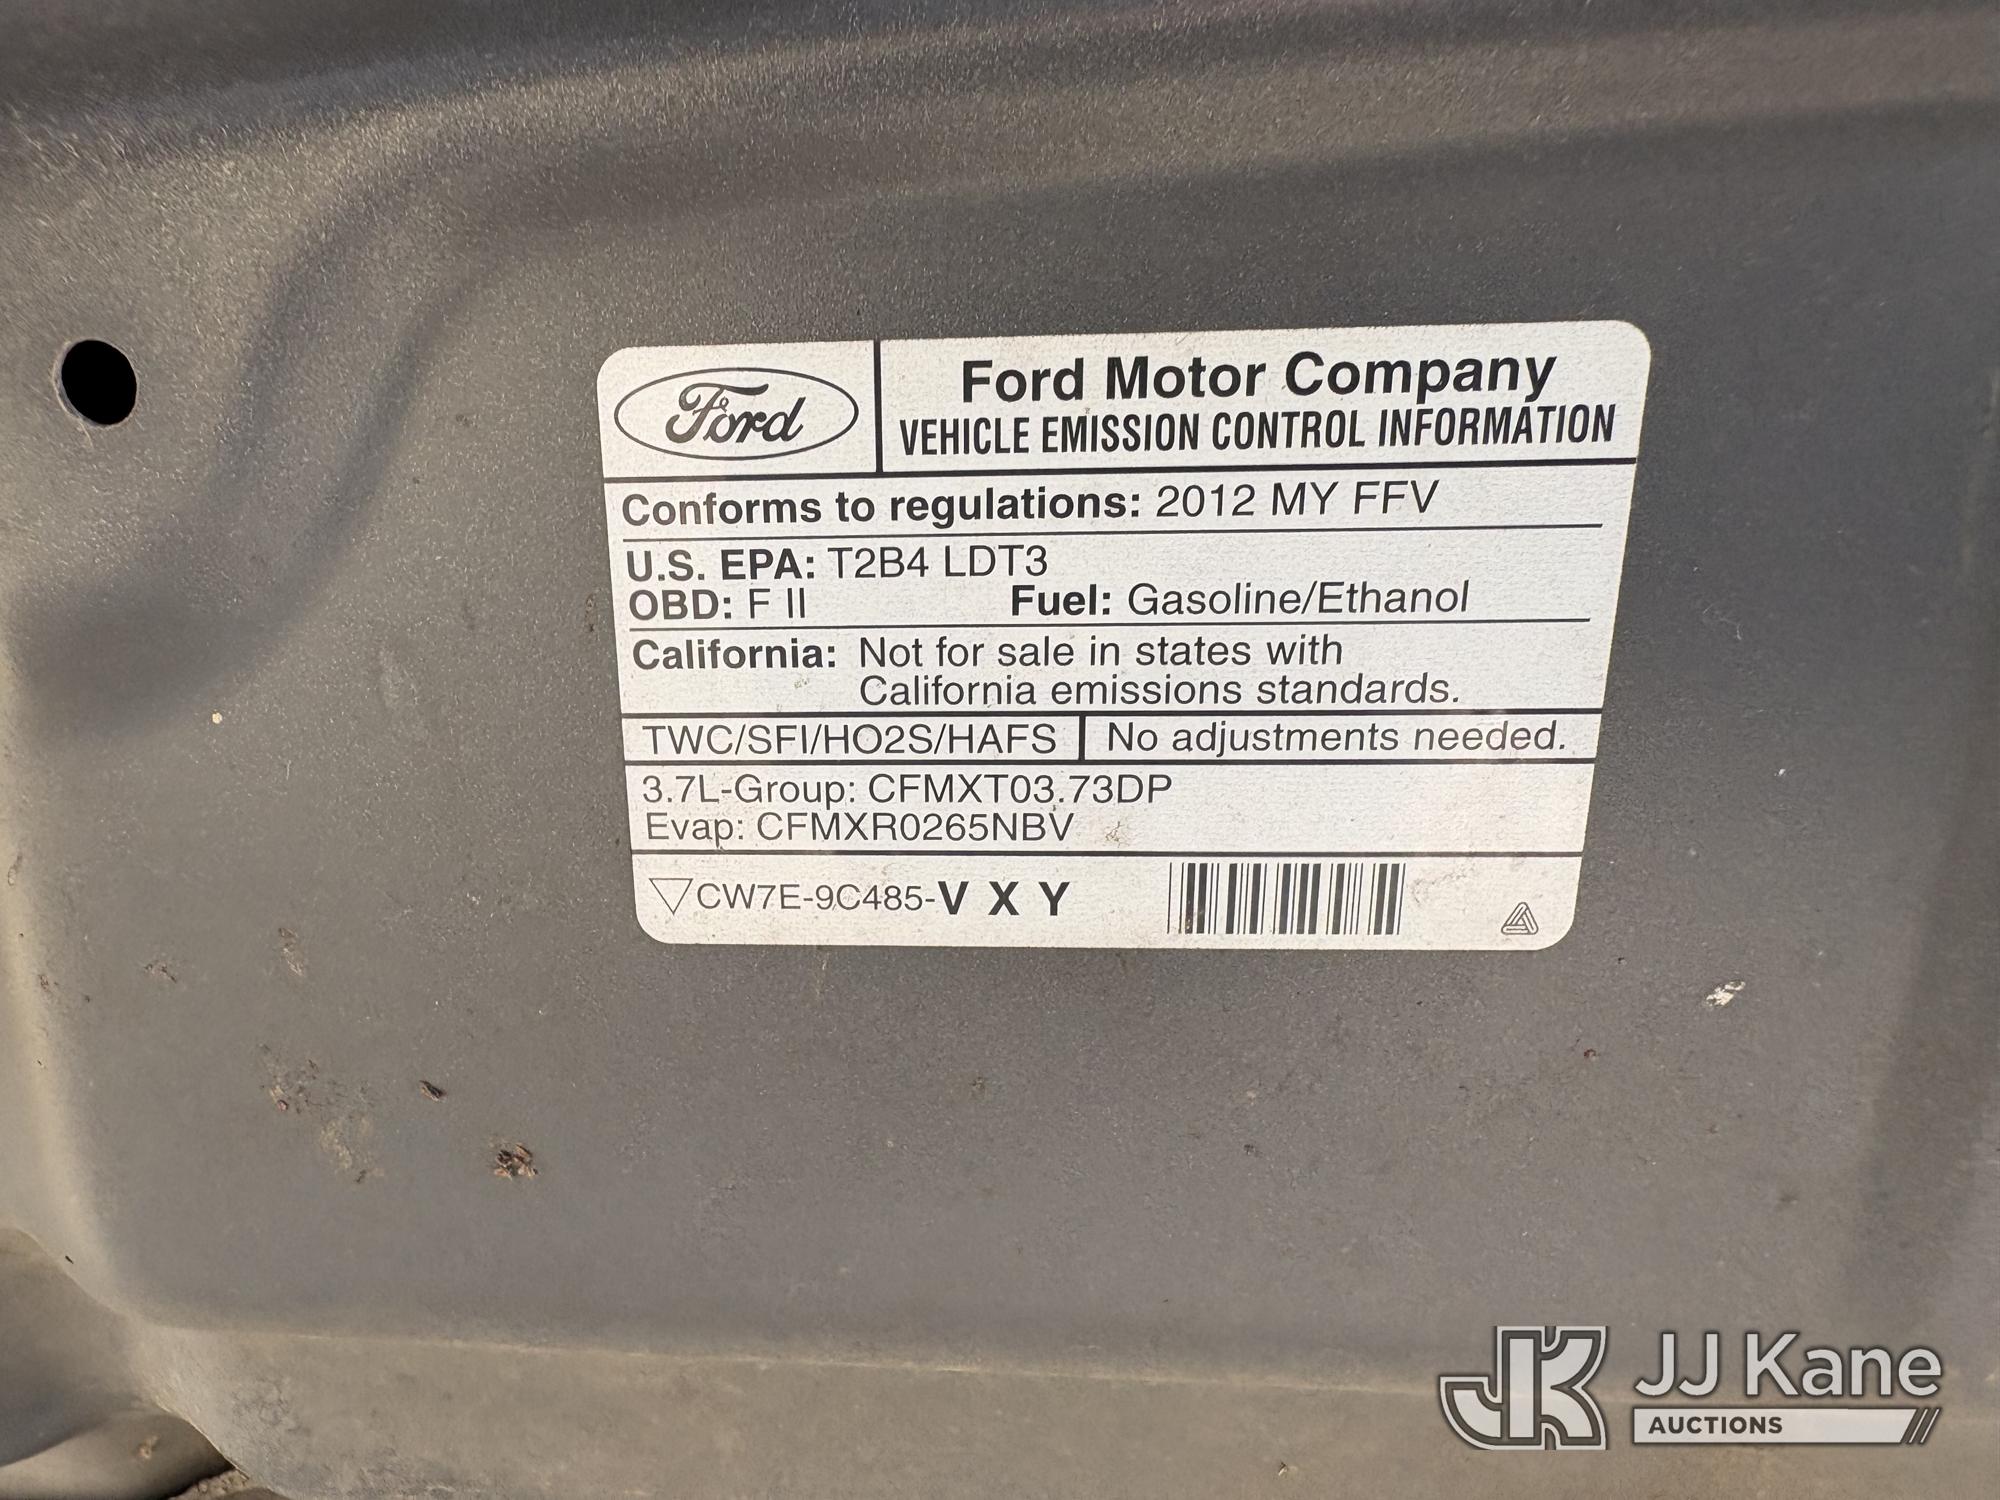 Ford
Ford Motor Company
VEHICLE EMISSION CONTROL INFORMATION
Conforms to regulations: 2012 MY FFV
U.S. EPA: T2B4 LDT3
OBD: F II Fuel: Gasoline/Ethanol
California: Not for sale in states with
California emissions standards.
TWC/SFI/HO2S/HAFS No adjustments needed.
3.7L-Group: CFMXT03.73DP
Evap: CFMXR0265NBV
CW7E-9C485-V X Y
JK JJ Kane
AUCTIONS